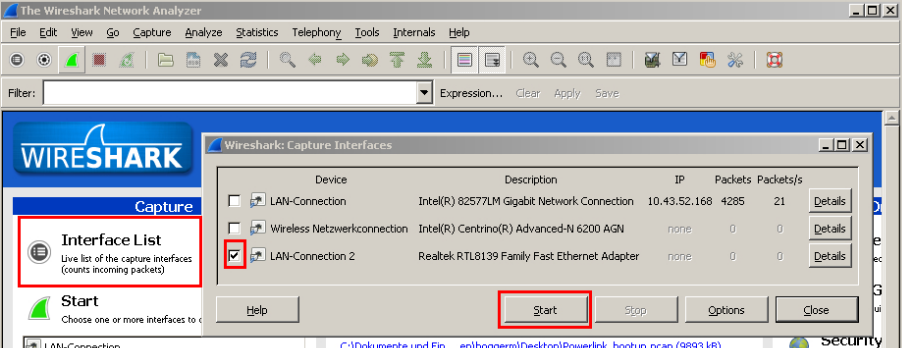 The Wireshark Network Analyzer
File Edit View Go Capture Analyze Statistics Telephony Tools Internals Help
Filter: Expression... Clear Apply Save
WIRESHARK
Capture
Interface List
Live list of the capture interfaces
(counts incoming packets)
Start
Choose one or more interfaces to
LAN-Connection
Wireshark: Capture Interfaces
Device Description IP Packets Packets/s
LAN-Connection Intel(R) 82577LM Gigabit Network Connection 10.43.52.168 4285 21 Details
Wireless Netzwerkconnection Intel(R) Centrino(R) Advanced-N 6200 AGN none 0 0 Details
LAN-Connection 2 Realtek RTL8139 Family Fast Ethernet Adapter none 0 0 Details
Help Start Stop Options Close
C:\Dokumente und Ein...en\boggerm\Desktop\Powerlink_bootup.pcap (9893 kB)
Security